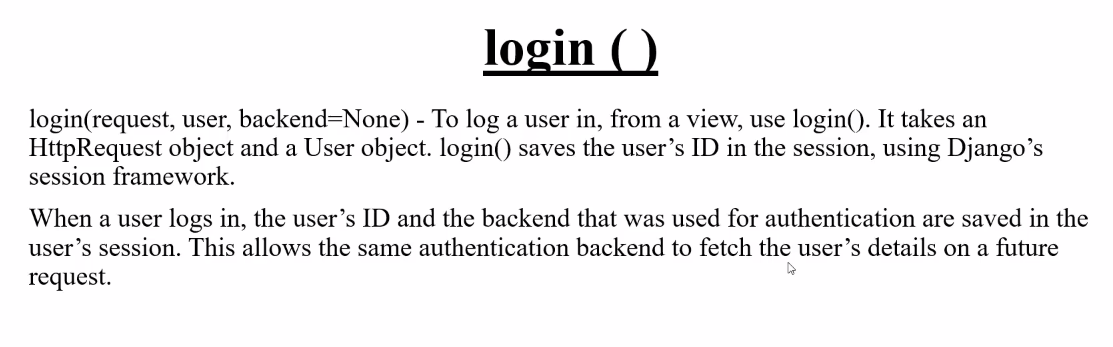 login ( )
login(request, user, backend=None) - To log a user in, from a view, use login(). It takes an
HttpRequest object and a User object. login() saves the user’s ID in the session, using Django’s
session framework.
When a user logs in, the user’s ID and the backend that was used for authentication are saved in the
user’s session. This allows the same authentication backend to fetch the user’s details on a future
request.